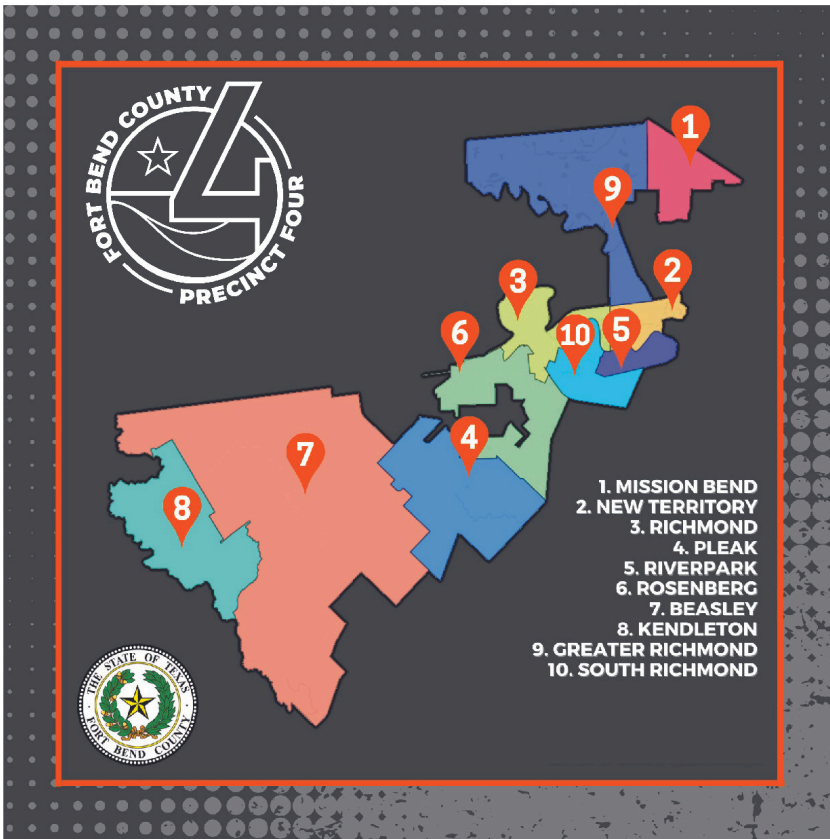 FORT BEND COUNTY
4
PRECINCT FOUR
1
9
2
3
10
5
6
4
7
8
1. MISSION BEND
2. NEW TERRITORY
3. RICHMOND
4. PLEAK
5. RIVERPARK
6. ROSENBERG
7. BEASLEY
8. KENDLETON
9. GREATER RICHMOND
10. SOUTH RICHMOND
THE STATE OF TEXAS
FORT BEND COUNTY